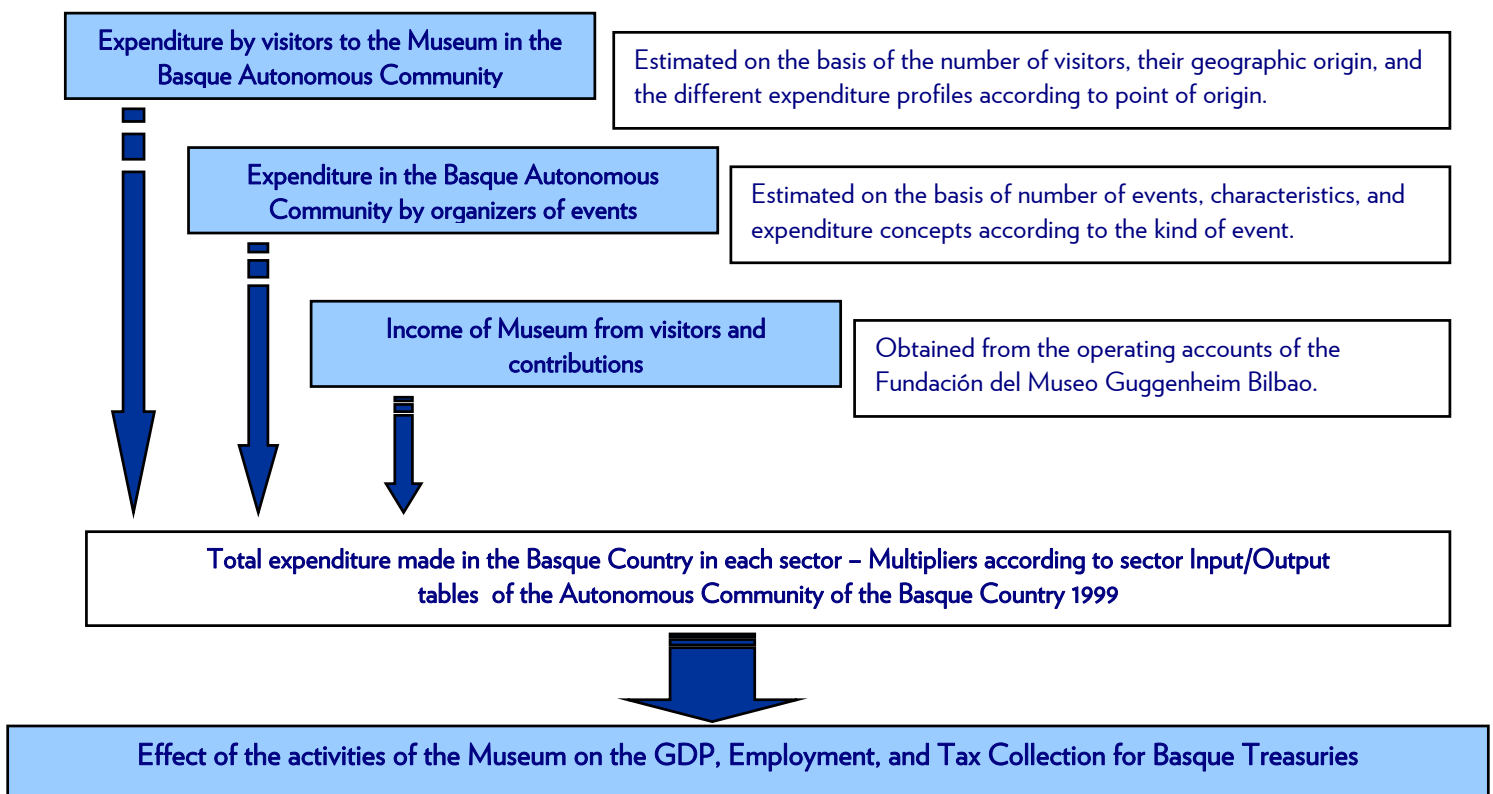 Expenditure by visitors to the Museum in the
Basque Autonomous Community
Estimated on the basis of the number of visitors, their geographic origin, and
the different expenditure profiles according to point of origin.
Expenditure in the Basque Autonomous
Community by organizers of events
Estimated on the basis of number of events, characteristics, and
expenditure concepts according to the kind of event.
Income of Museum from visitors and
contributions
Obtained from the operating accounts of the
Fundación del Museo Guggenheim Bilbao.
Total expenditure made in the Basque Country in each sector – Multipliers according to sector Input/Output
tables of the Autonomous Community of the Basque Country 1999
Effect of the activities of the Museum on the GDP, Employment, and Tax Collection for Basque Treasuries